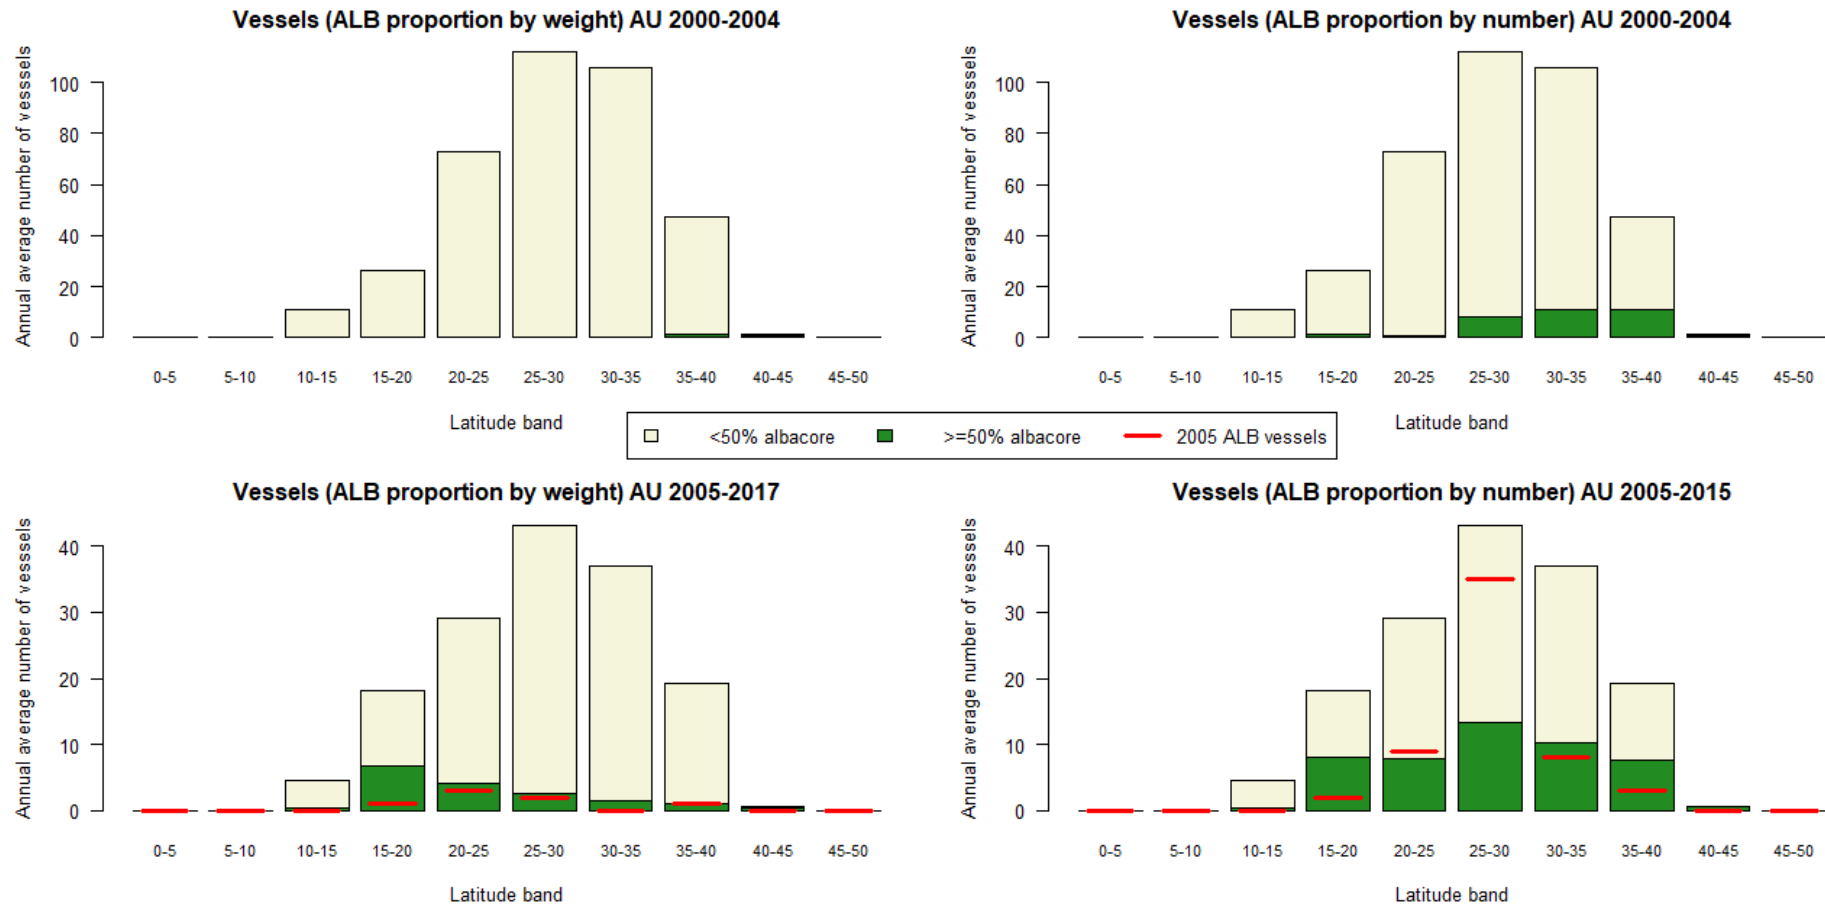 Vessels (ALB proportion by weight) AU 2000-2004
Annual average number of vesssels
100
80
60
40
20
0
0-5 5-10 10-15 15-20 20-25 25-30 30-35 35-40 40-45 45-50
Latitude band
Vessels (ALB proportion by number) AU 2000-2004
Annual average number of vesssels
100
80
60
40
20
0
0-5 5-10 10-15 15-20 20-25 25-30 30-35 35-40 40-45 45-50
Latitude band
<50% albacore >=50% albacore 2005 ALB vessels
Vessels (ALB proportion by weight) AU 2005-2017
Annual average number of vesssels
40
30
20
10
0
0-5 5-10 10-15 15-20 20-25 25-30 30-35 35-40 40-45 45-50
Latitude band
Vessels (ALB proportion by number) AU 2005-2015
Annual average number of vesssels
40
30
20
10
0
0-5 5-10 10-15 15-20 20-25 25-30 30-35 35-40 40-45 45-50
Latitude band